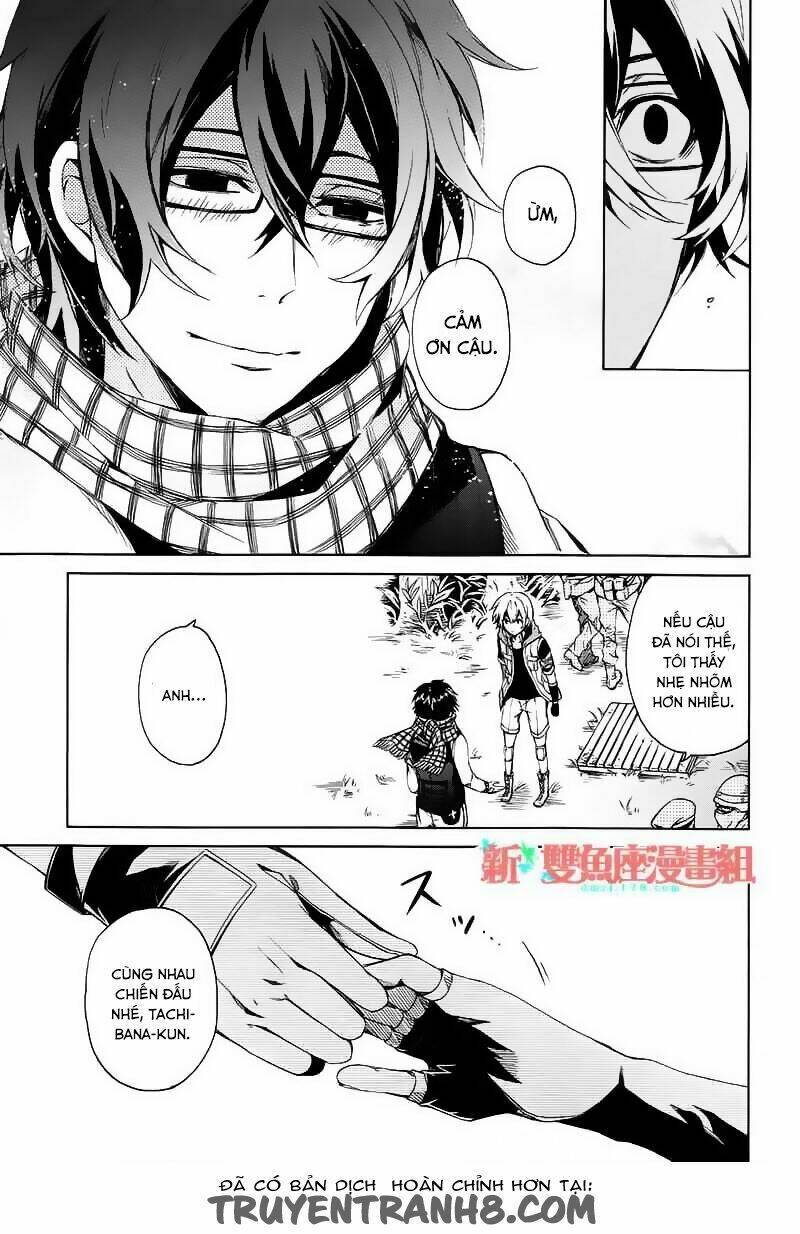 ỪM,
CẢM
ƠN CẬU.
NẾU CẬU
ĐÃ NÓI THẾ,
TÔI THẤY
NHẸ NHÕM
HƠN NHIỀU.
ANH...
新 雙魚座漫畫組
CÙNG NHAU
CHIẾN ĐẤU
NHÉ, TACHI-
BANA-KUN.
ĐÃ CÓ BẢN DỊCH HOÀN CHỈNH HƠN TẠI:
TRUYENTRANH8.COM